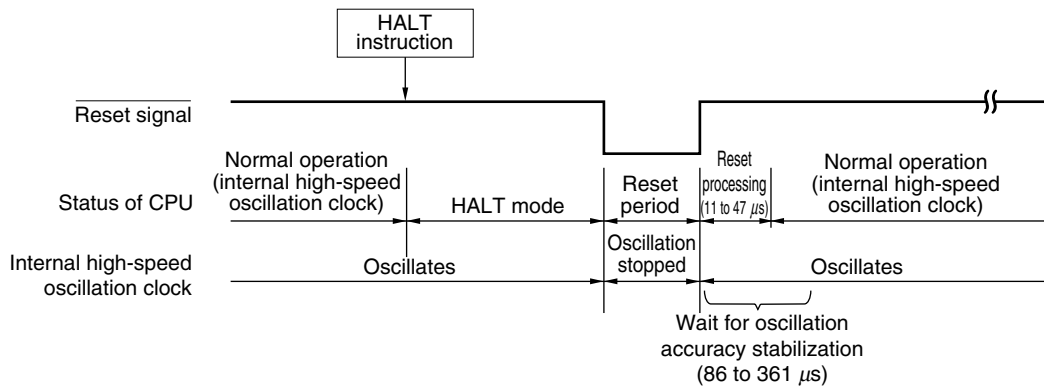 HALT
instruction
Reset signal
Normal operation
(internal high-speed
oscillation clock)
Status of CPU
HALT mode
Reset
period
Reset
processing
(11 to 47 μs)
Normal operation
(internal high-speed
oscillation clock)
Internal high-speed
oscillation clock
Oscillates
Oscillation
stopped
Oscillates
Wait for oscillation
accuracy stabilization
(86 to 361 μs)